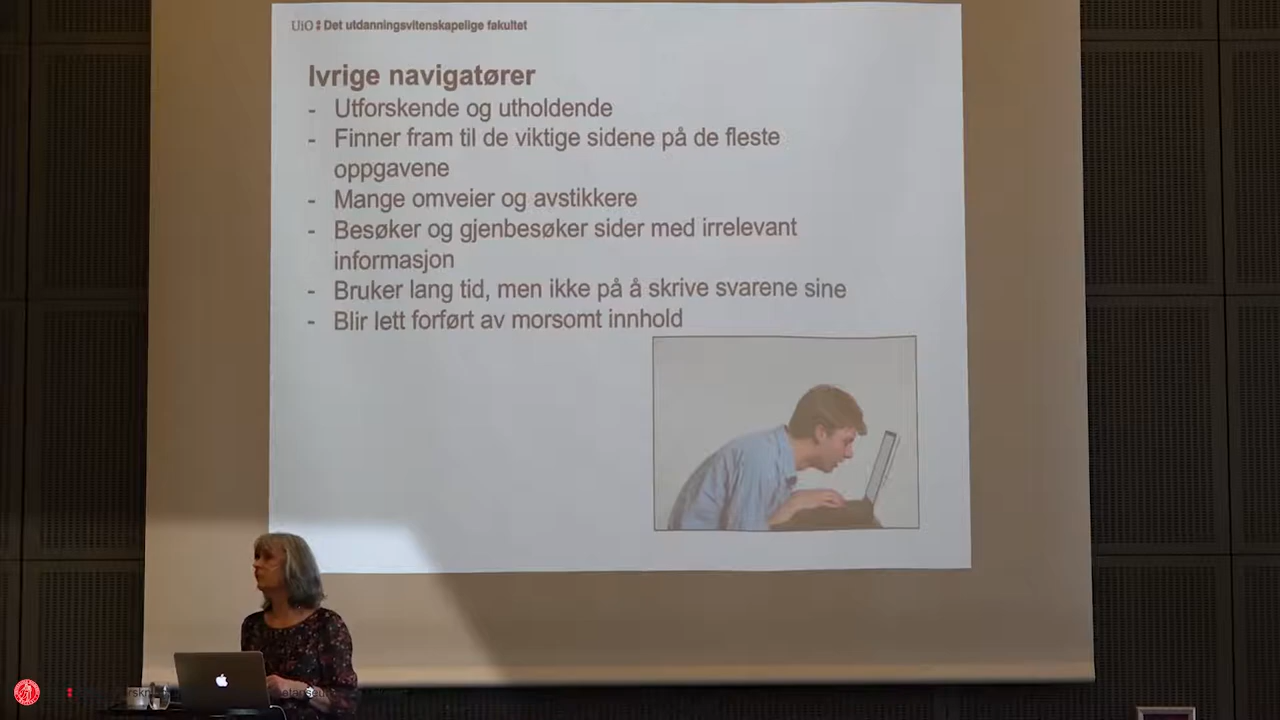 UiO : Det utdanningsvitenskapelige fakultet
Ivrige navigatører
- Utforskende og utholdende
- Finner fram til de viktige sidene på de fleste
oppgavene
- Mange omveier og avstikkere
- Besøker og gjenbesøker sider med irrelevant
informasjon
- Bruker lang tid, men ikke på å skrive svarene sine
- Blir lett forført av morsomt innhold